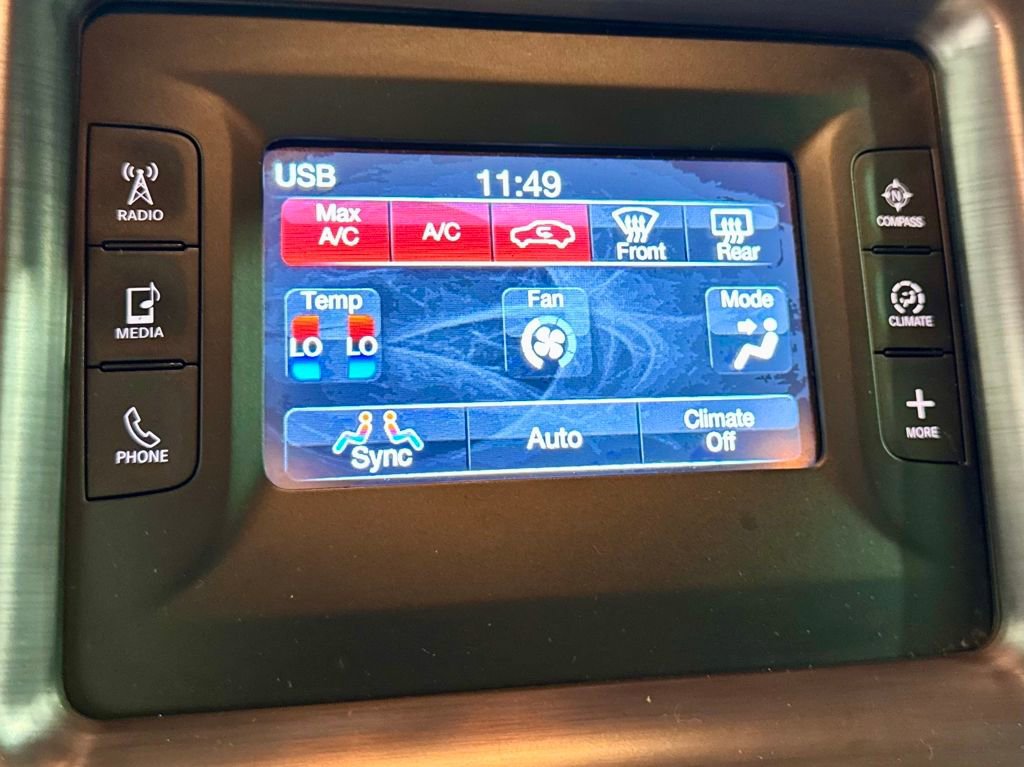 USB
11:49
Max
A/C
A/C
Front
Rear
Temp
Fan
Mode
LO
LO
Sync
Auto
Climate
Off
RADIO
MEDIA
PHONE
N
COMPASS
CLIMATE
MORE